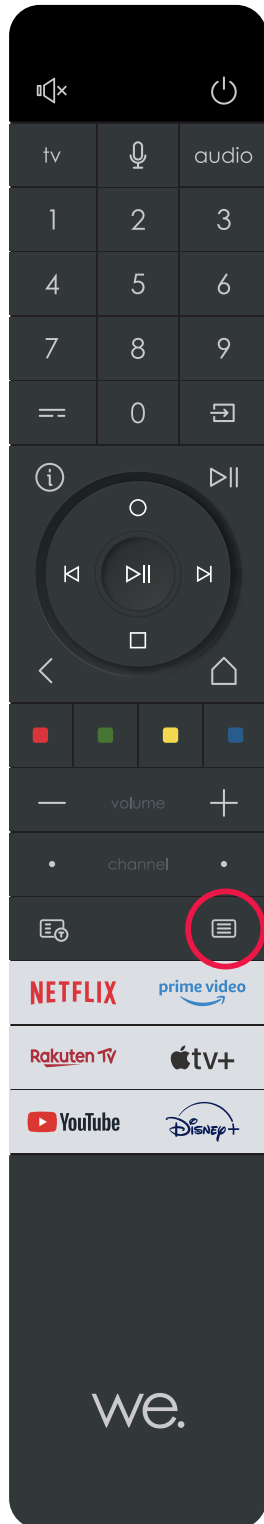 tv audio
1 2 3
4 5 6
7 8 9
0
volume
channel
NETFLIX prime video
Rakuten TV tv+
YouTube Disney+
we.